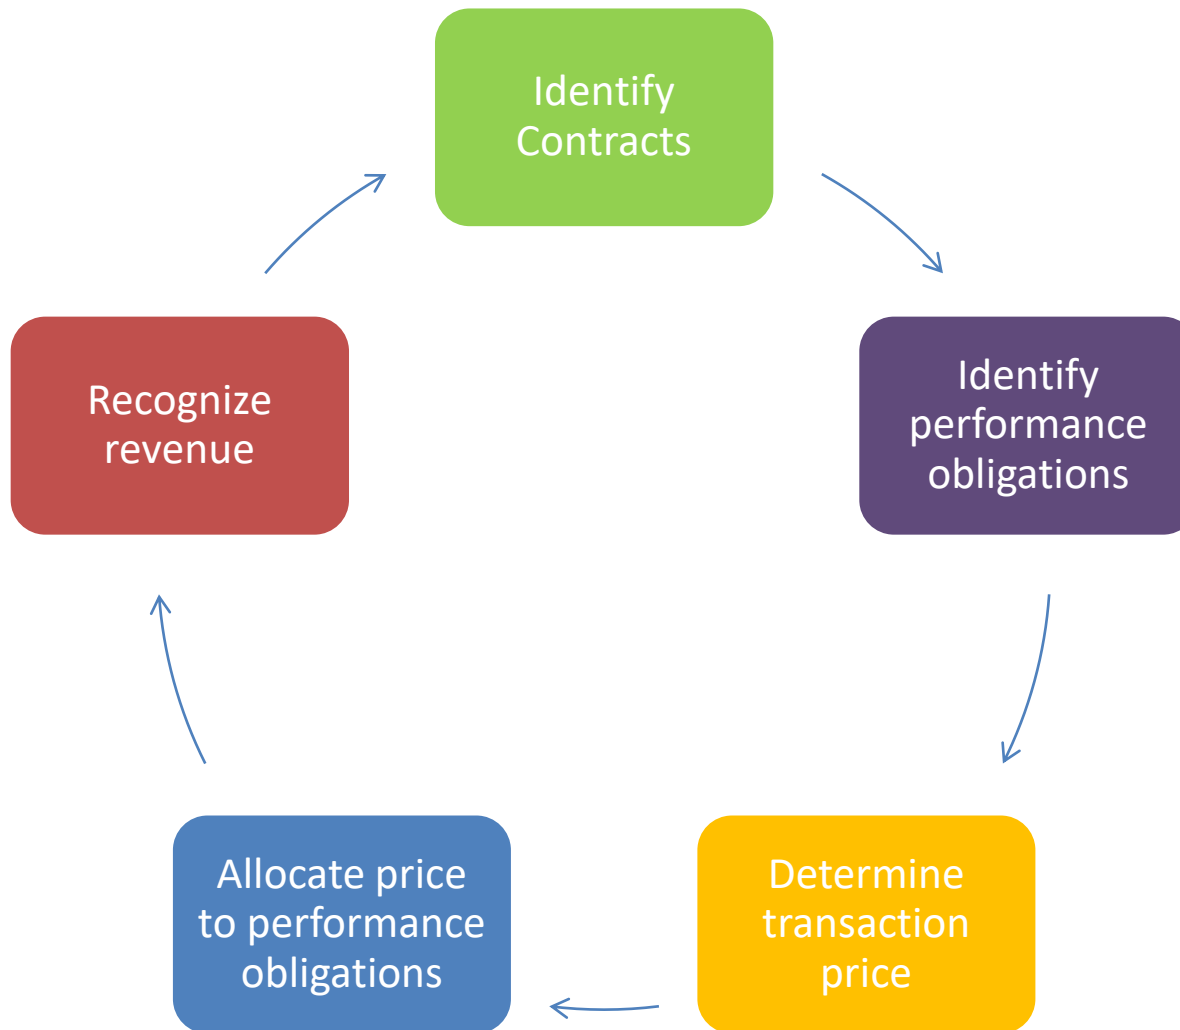 Identify
Contracts
Identify
performance
obligations
Determine
transaction
price
Allocate price
to performance
obligations
Recognize
revenue